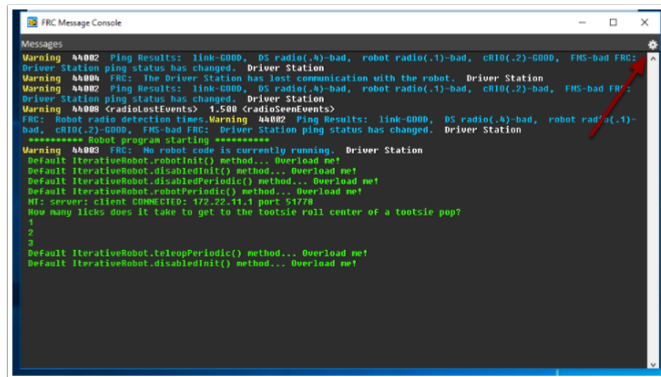 FRC Message Console
Messages
Warning 44002 Ping Results: link-GOOD, DS radio(.4)-bad, robot radio(.1)-bad, cRIO(.2)-GOOD, FMS-bad FRC:
Driver Station ping status has changed. Driver Station
Warning 44004 FRC: The Driver Station has lost communication with the robot. Driver Station
Warning 44002 Ping Results: link-GOOD, DS radio(.4)-bad, robot radio(.1)-bad, cRIO(.2)-bad, FMS-bad FRC:
Driver Station ping status has changed. Driver Station
Warning 44008 <radioLostEvents> 1.500 <radioSeenEvents>
FRC: Robot radio detection times.Warning 44002 Ping Results: link-GOOD, DS radio(.4)-bad, robot radio(.1)-
bad, cRIO(.2)-GOOD, FMS-bad FRC: Driver Station ping status has changed. Driver Station
********** Robot program starting **********
Warning 44003 FRC: No robot code is currently running. Driver Station
Default IterativeRobot.robotInit() method... Overload me!
Default IterativeRobot.disabledInit() method... Overload me!
Default IterativeRobot.disabledPeriodic() method... Overload me!
Default IterativeRobot.robotPeriodic() method... Overload me!
NT: server: client CONNECTED: 172.22.11.1 port 51770
How many licks does it take to get to the tootsie roll center of a tootsie pop?
1
2
3
Default IterativeRobot.teleopPeriodic() method... Overload me!
Default IterativeRobot.disabledInit() method... Overload me!